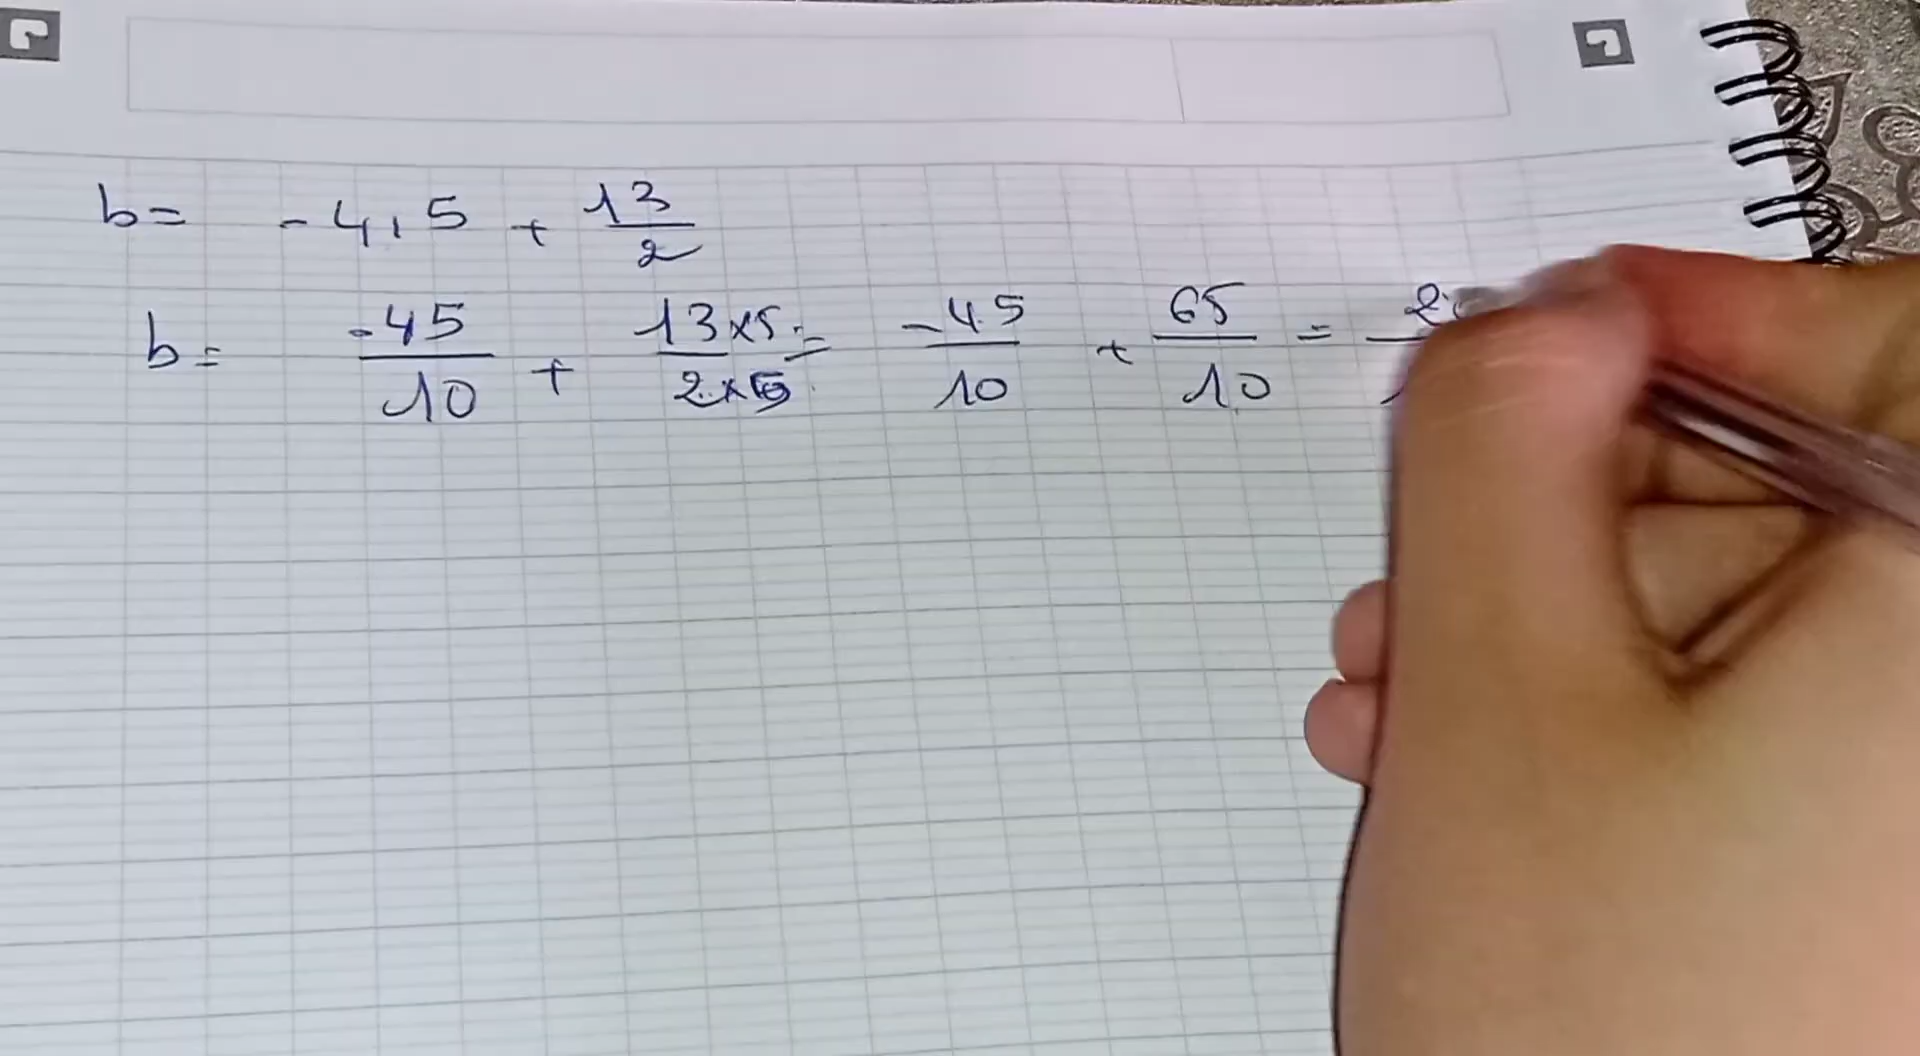 b = - 4,5 + 13/2
b = -45/10 + 13×5/2×5 = -45/10 + 65/10 =